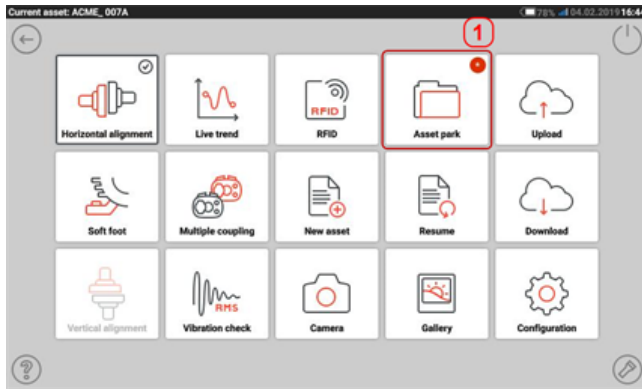 Current asset: ACME_ 007A
78% 04.02.2019 16:44
1
Horizontal alignment
Live trend
RFID
RFID
Asset park
Upload
Soft foot
Multiple coupling
New asset
Resume
Download
Vertical alignment
RMS
Vibration check
Camera
Gallery
Configuration
?